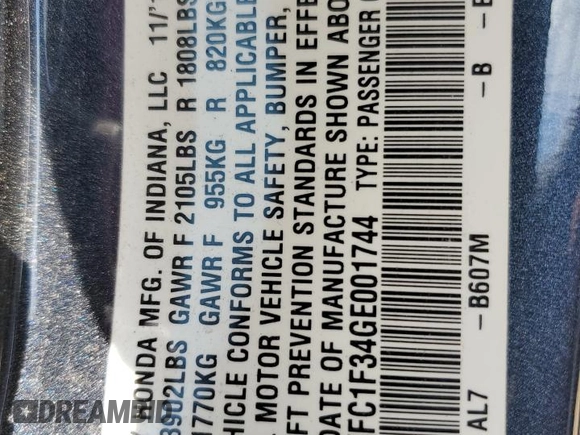 HONDA MFG. OF INDIANA, LLC 11/
3902LBS GAWR F 2105LBS R 1808LBS
1770KG GAWR F 955KG R 820KG
HICLE CONFORMS TO ALL APPLICABLE
MOTOR VEHICLE SAFETY, BUMPER,
FT PREVENTION STANDARDS IN EFFE
DATE OF MANUFACTURE SHOWN ABO
FC1F34GE001744 TYPE: PASSENGER
AL7 -B607M -B -E
DREAMBID